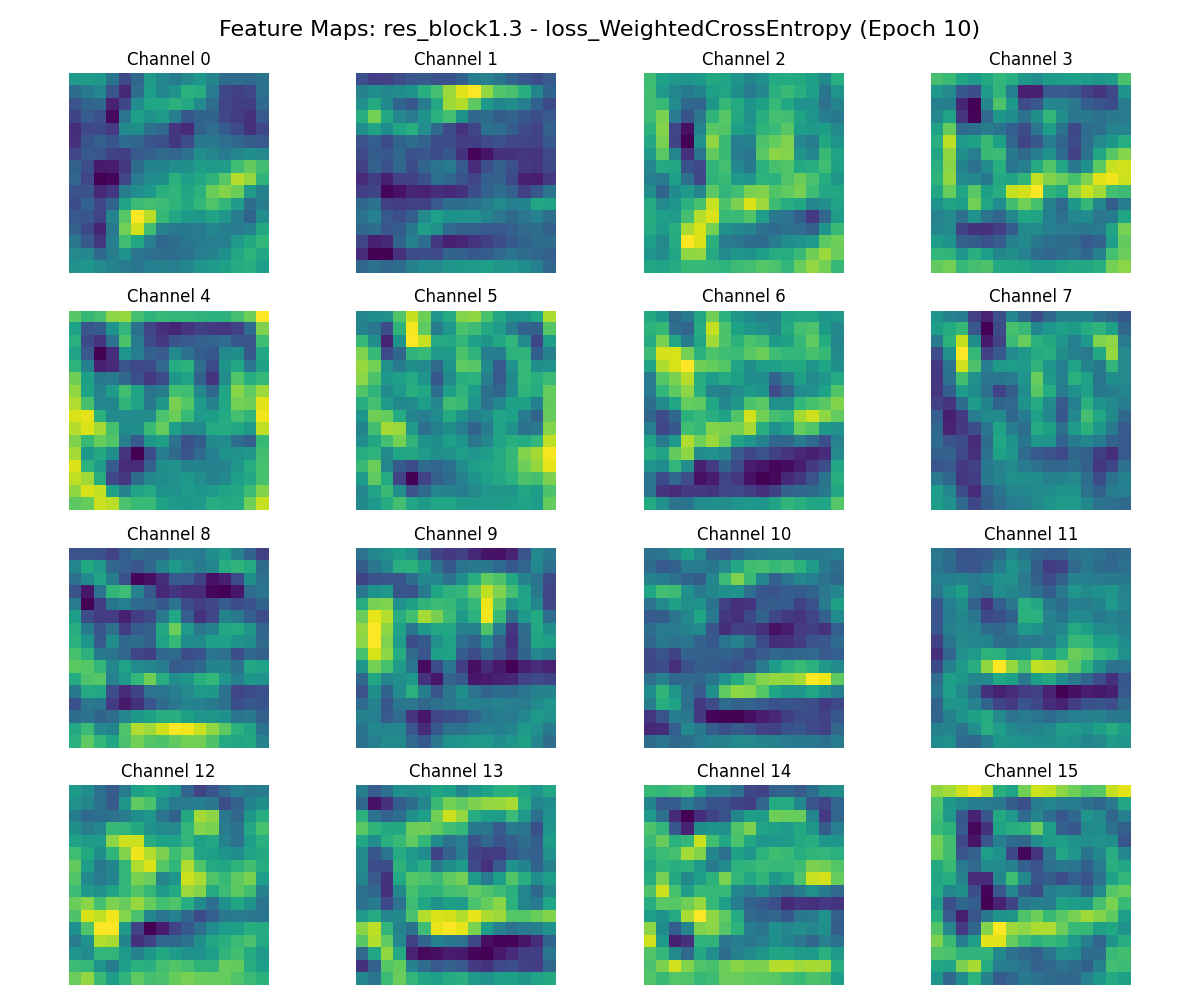 Feature Maps: res_block1.3 - loss_WeightedCrossEntropy (Epoch 10)
Channel 0
Channel 1
Channel 2
Channel 3
Channel 4
Channel 5
Channel 6
Channel 7
Channel 8
Channel 9
Channel 10
Channel 11
Channel 12
Channel 13
Channel 14
Channel 15